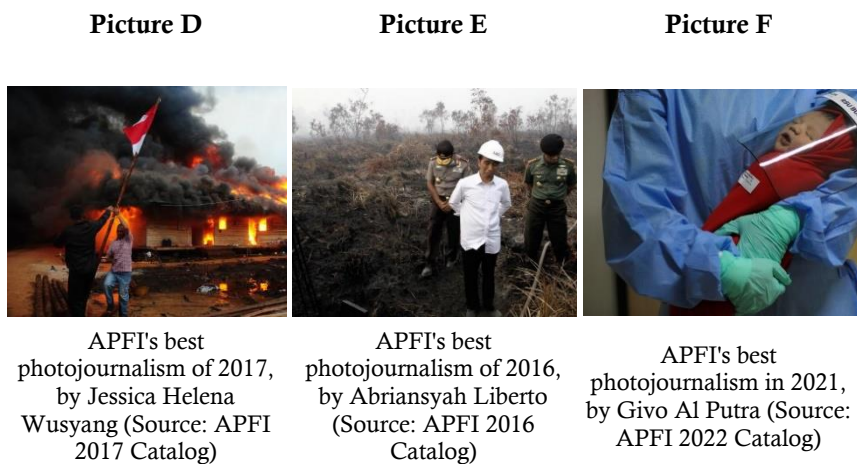 Picture D
Picture E
Picture F
APFI's best
photojournalism of 2017,
by Jessica Helena
Wusyang (Source: APFI
2017 Catalog)
APFI's best
photojournalism of 2016,
by Abriansyah Liberto
(Source: APFI 2016
Catalog)
APFI's best
photojournalism in 2021,
by Givo Al Putra (Source:
APFI 2022 Catalog)